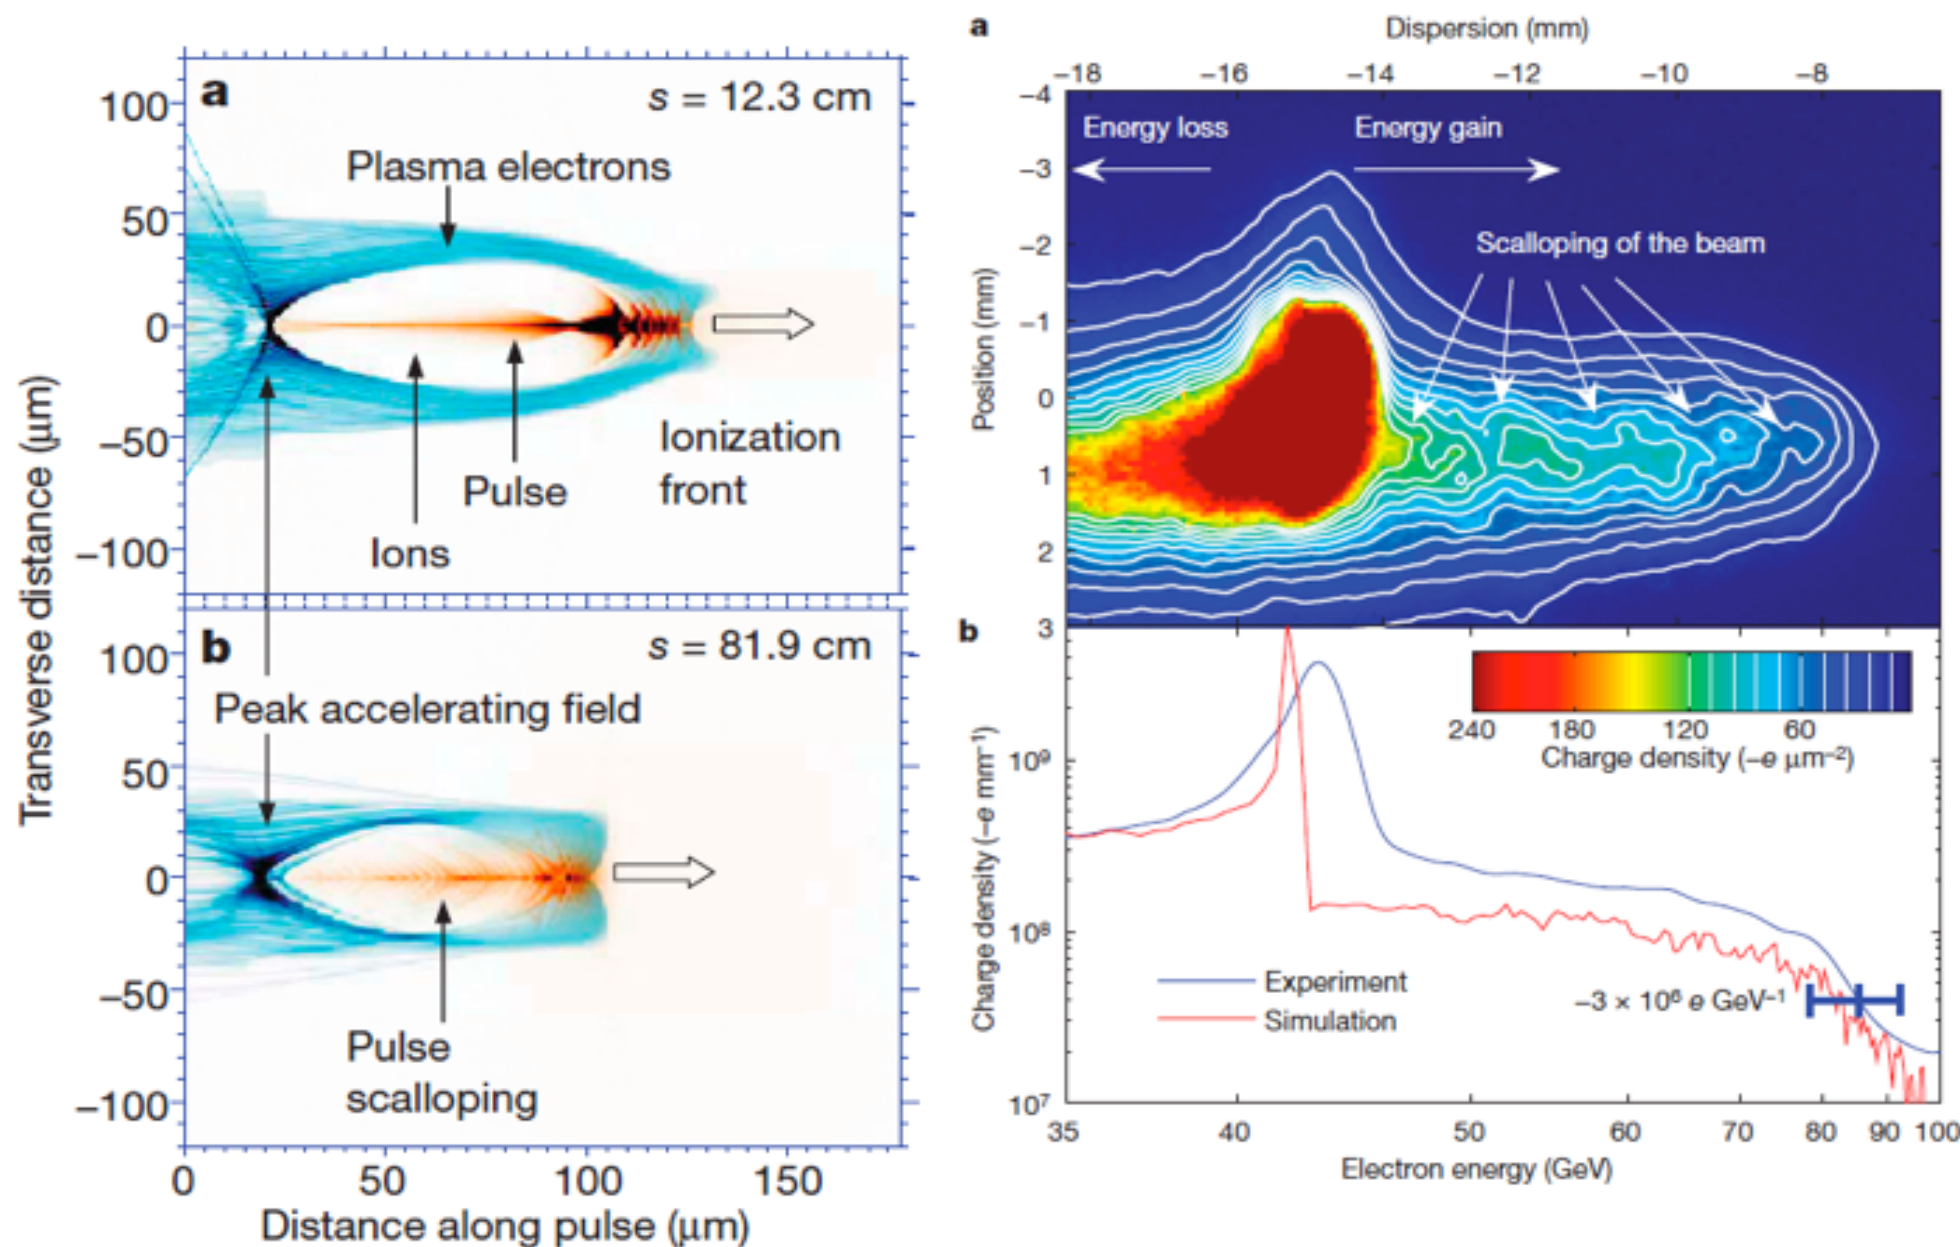 a
s = 12.3 cm
100
50
0
−50
−100
Plasma electrons
Ions
Pulse
Ionization
front
Transverse distance (μm)
b
s = 81.9 cm
100
50
0
−50
−100
Peak accelerating field
Pulse
scalloping
0 50 100 150
Distance along pulse (μm)
a
Dispersion (mm)
−18 −16 −14 −12 −10 −8
−4
−3
−2
−1
0
1
2
3
Position (mm)
Energy loss
Energy gain
Scalloping of the beam
b
240 180 120 60
Charge density (−e μm⁻²)
10⁹
10⁸
10⁷
Charge density (−e mm⁻¹)
Experiment
Simulation
−3 × 10⁶ e GeV⁻¹
35 40 50 60 70 80 90 100
Electron energy (GeV)